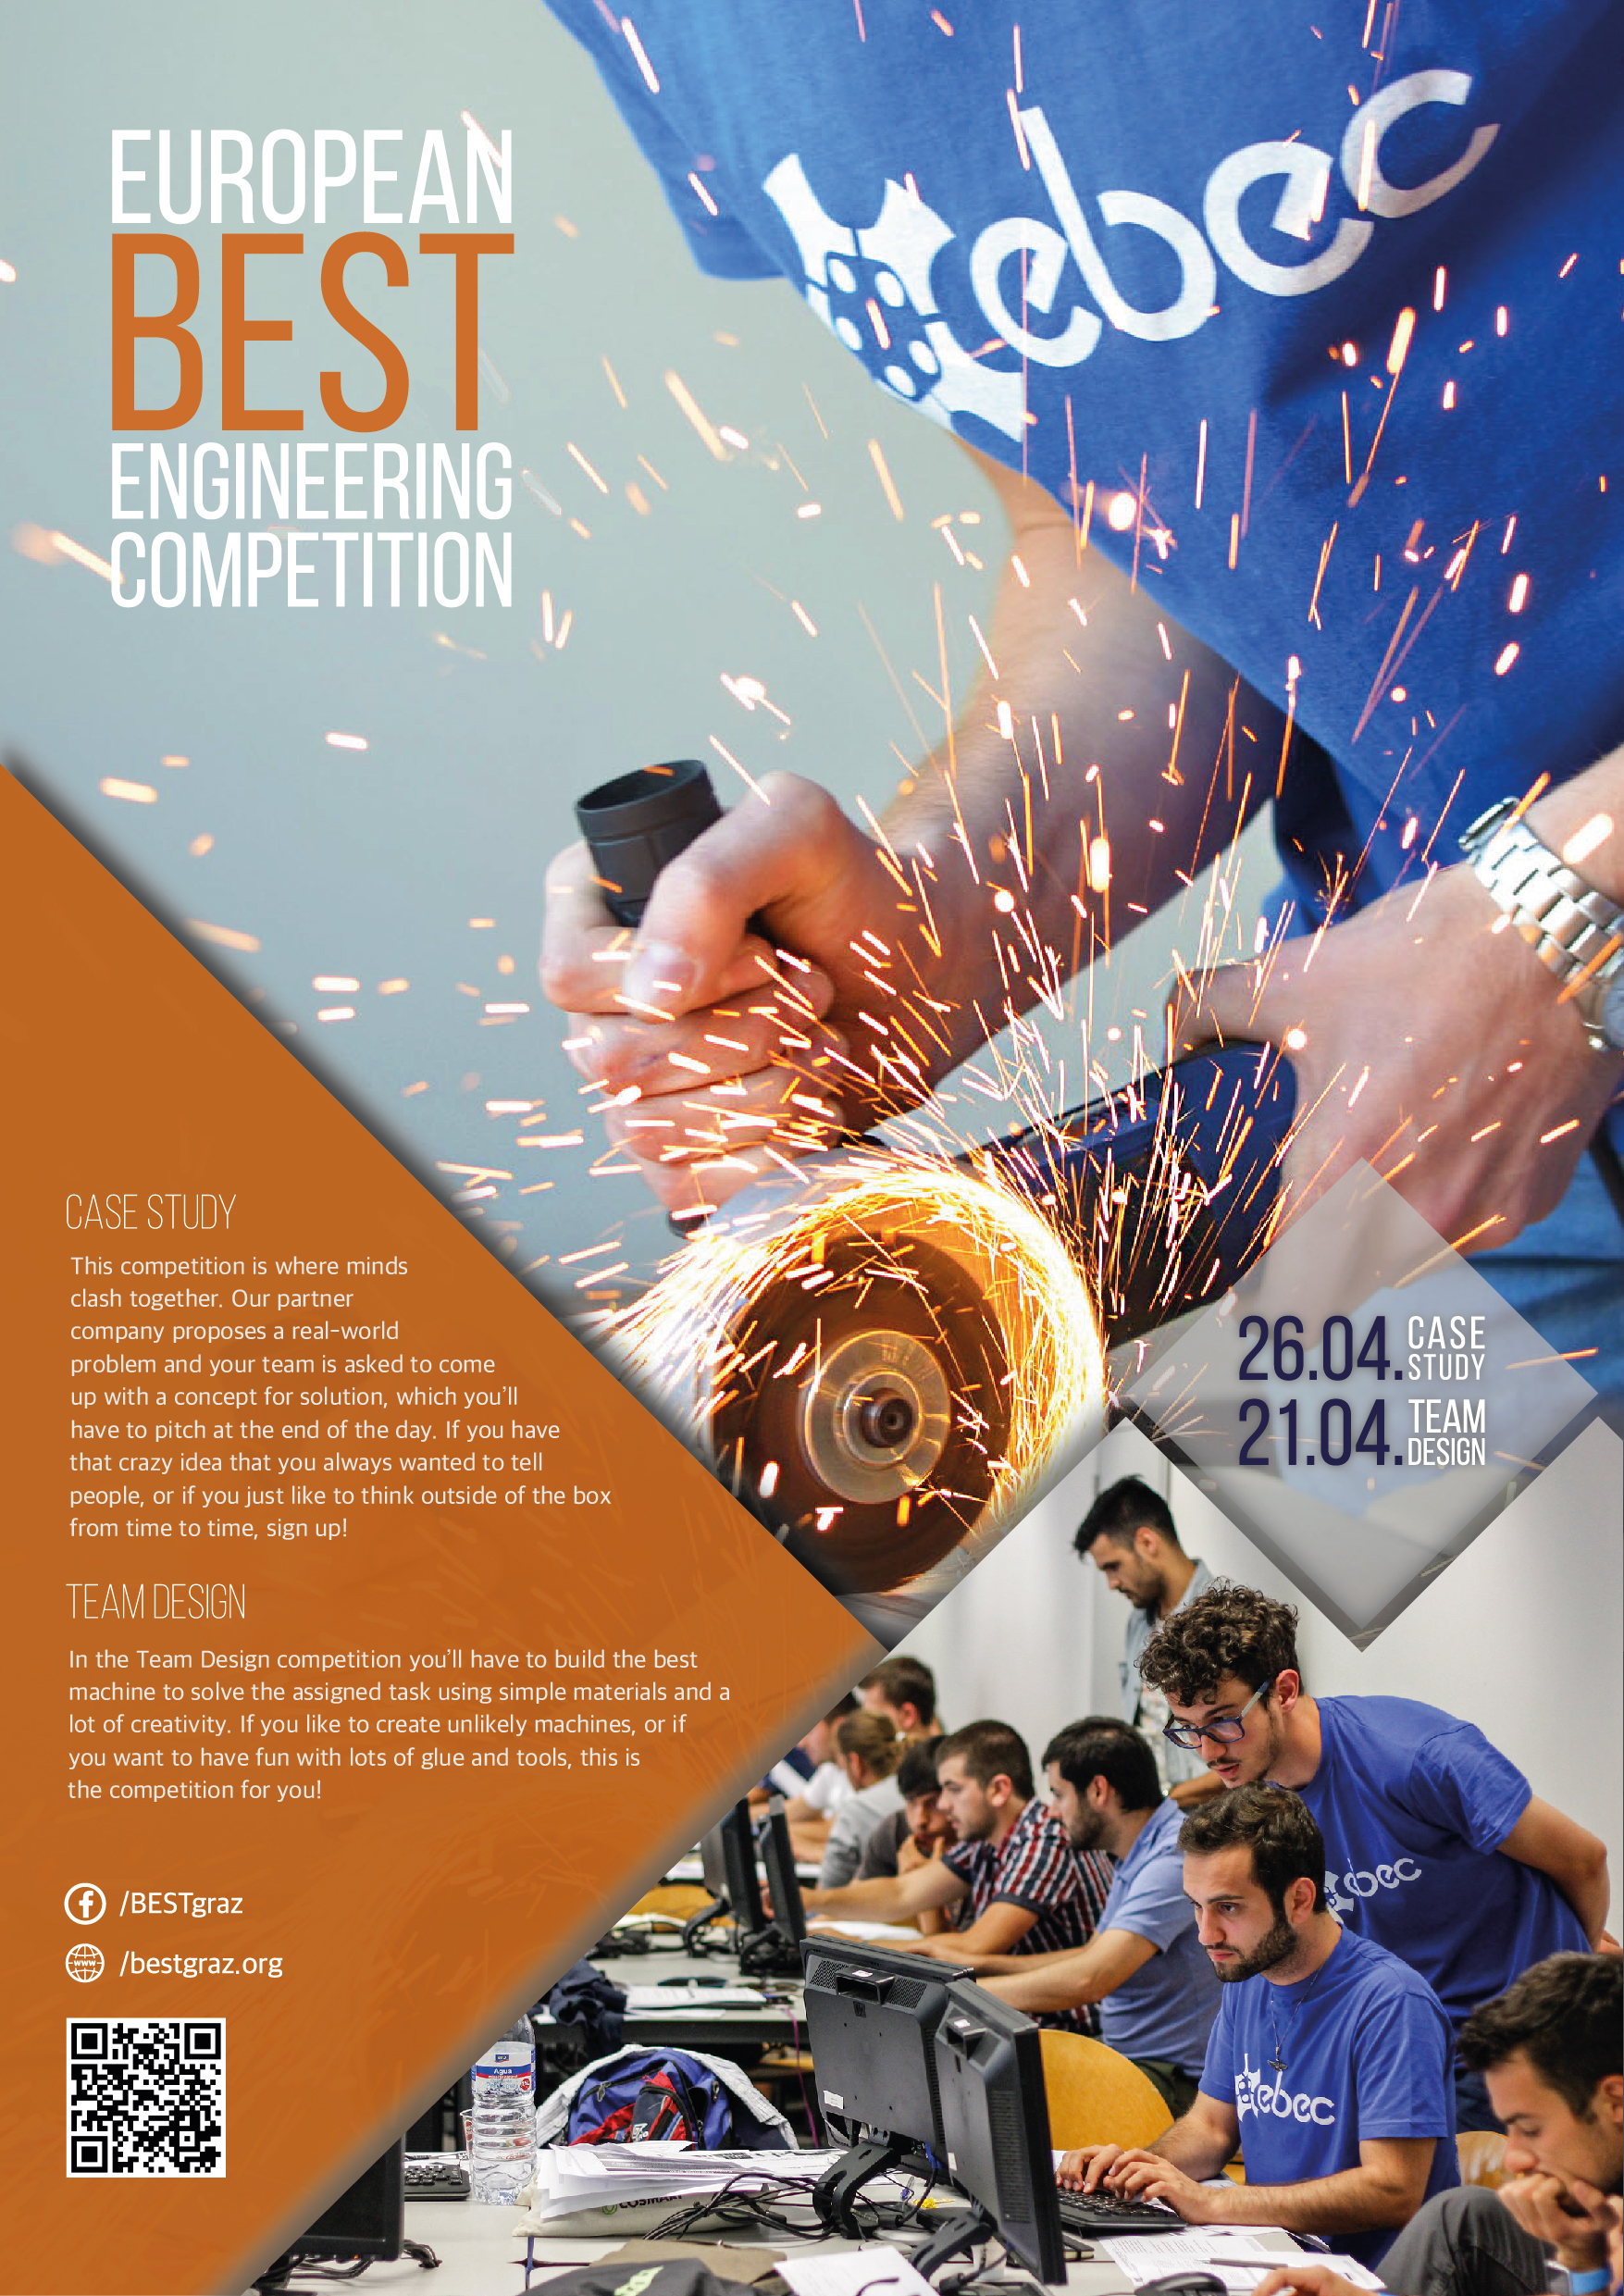 EUROPEAN
BEST
ENGINEERING
COMPETITION
ebec
CASE STUDY
This competition is where minds
clash together. Our partner
company proposes a real-world
problem and your team is asked to come
up with a concept for solution, which you'll
have to pitch at the end of the day. If you have
that crazy idea that you always wanted to tell
people, or if you just like to think outside of the box
from time to time, sign up!
TEAM DESIGN
In the Team Design competition you'll have to build the best
machine to solve the assigned task using simple materials and a
lot of creativity. If you like to create unlikely machines, or if
you want to have fun with lots of glue and tools, this is
the competition for you!
26.04. CASE STUDY
21.04. TEAM DESIGN
/BESTgraz
www /bestgraz.org
ebec
ebec
Agua